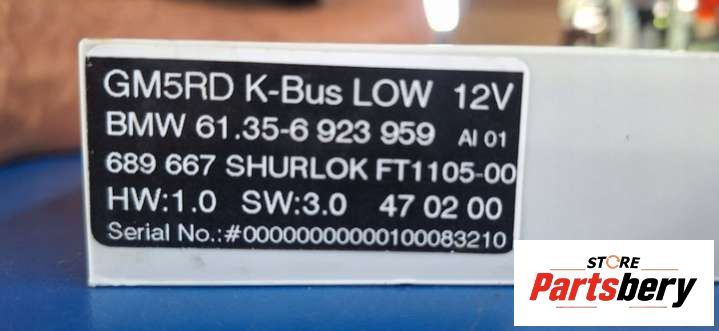 GM5RD K-Bus LOW 12V
BMW 61.35-6 923 959 AI 01
689 667 SHURLOK FT1105-00
HW:1.0 SW:3.0 47 02 00
Serial No.:#00000000000100083210
STORE
Partsbery